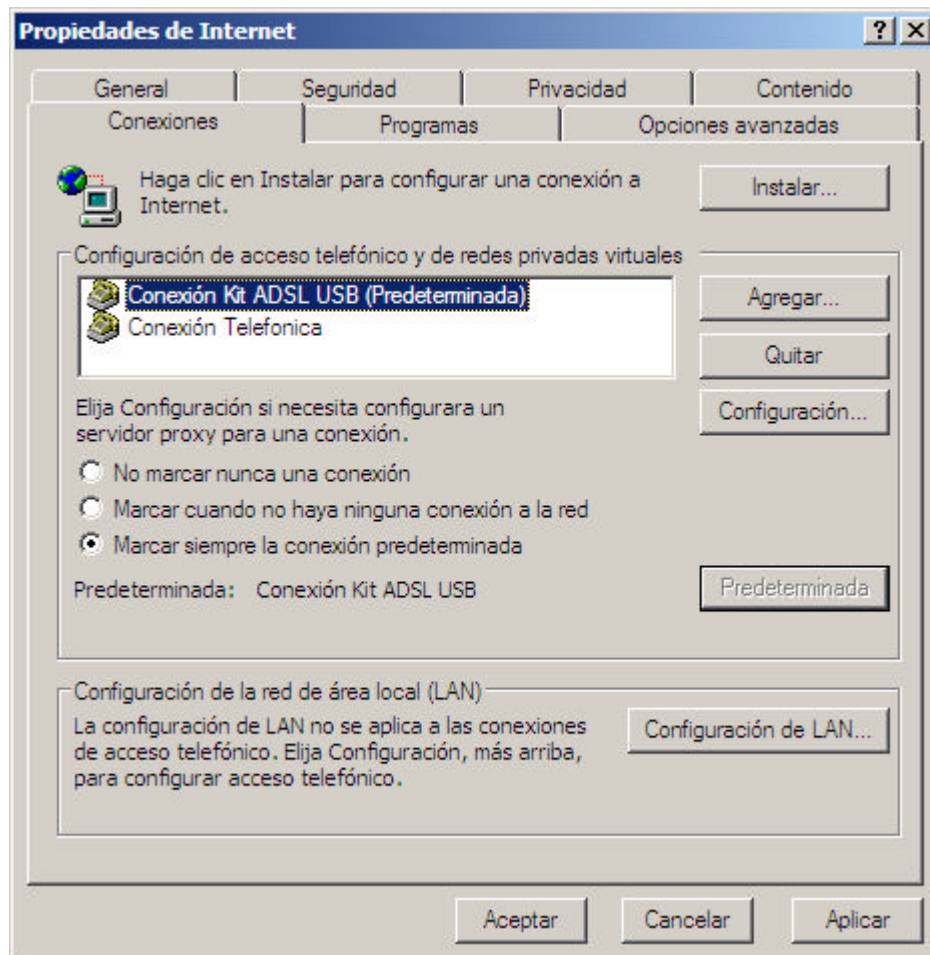 Propiedades de Internet
General Seguridad Privacidad Contenido
Conexiones Programas Opciones avanzadas
Haga clic en Instalar para configurar una conexión a
Internet.
Instalar...
Configuración de acceso telefónico y de redes privadas virtuales
Conexión Kit ADSL USB (Predeterminada)
Conexión Telefonica
Agregar...
Quitar
Configuración...
Elija Configuración si necesita configurara un
servidor proxy para una conexión.
No marcar nunca una conexión
Marcar cuando no haya ninguna conexión a la red
Marcar siempre la conexión predeterminada
Predeterminada: Conexión Kit ADSL USB
Predeterminada
Configuración de la red de área local (LAN)
La configuración de LAN no se aplica a las conexiones
de acceso telefónico. Elija Configuración, más arriba,
para configurar acceso telefónico.
Configuración de LAN...
Aceptar Cancelar Aplicar